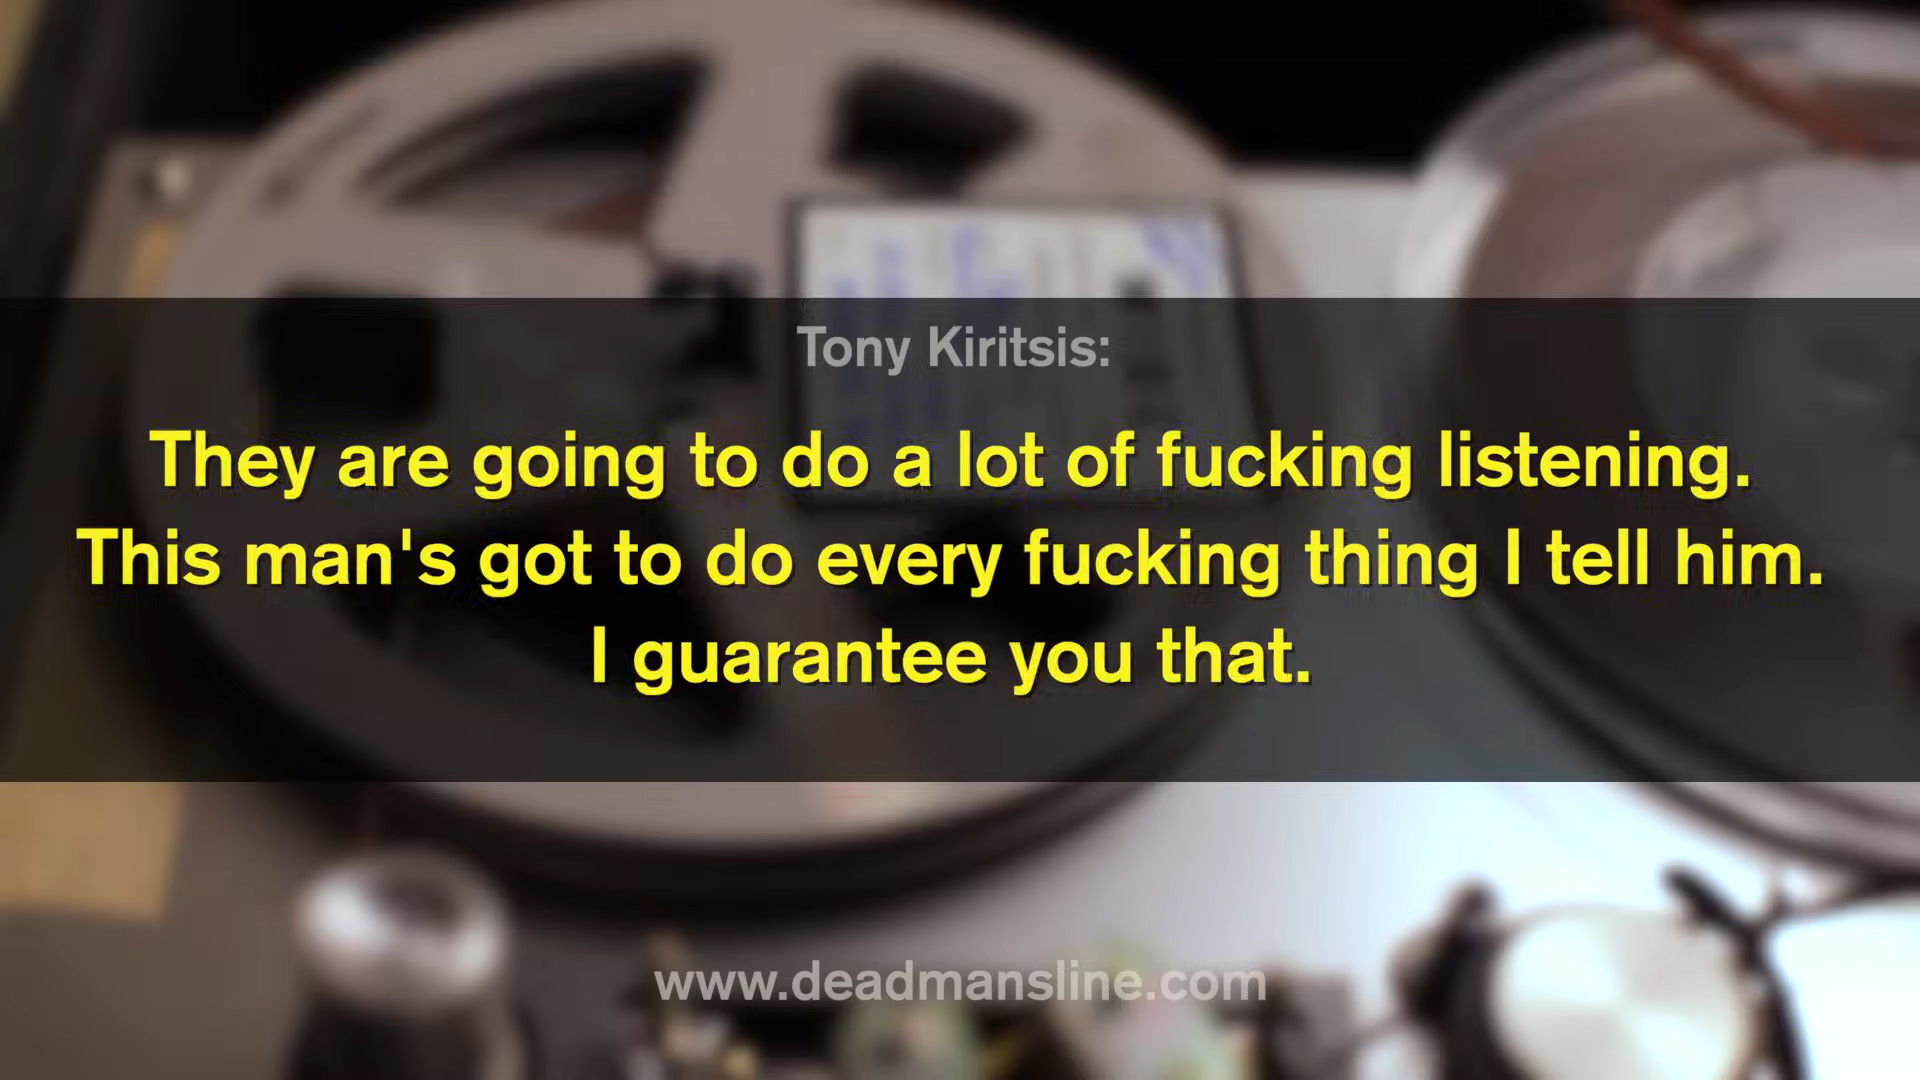 Tony Kiritsis:
They are going to do a lot of fucking listening.
This man's got to do every fucking thing I tell him.
I guarantee you that.
www.deadmansline.com